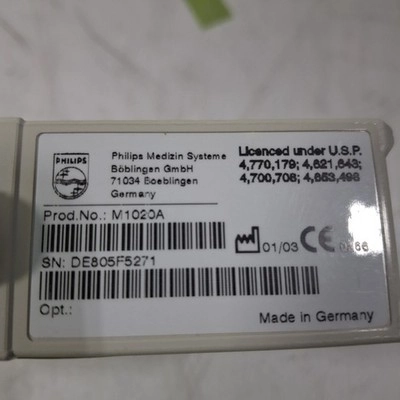 PHILIPS
Philips Medizin Systeme
Böblingen GmbH
71034 Boeblingen
Germany
Licenced under U.S.P.
4,770,179; 4,621,643;
4,700,708; 4,653,498
Prod.No.: M1020A
01/03
SN: DE805F5271
Opt.:
Made in Germany